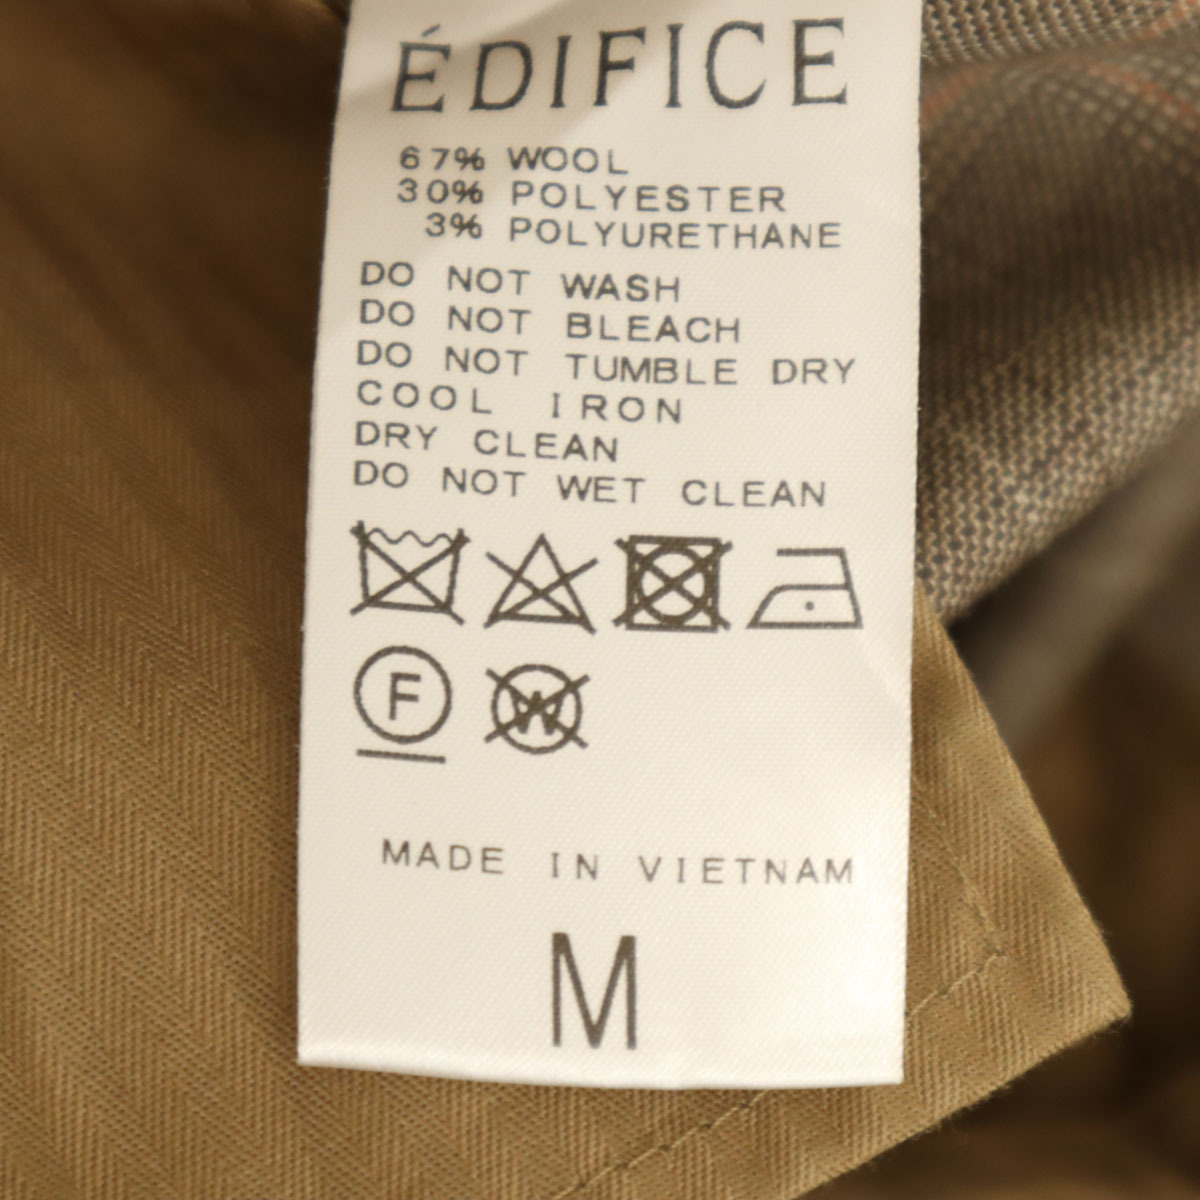 ÉDIFICE
67% WOOL
30% POLYESTER
3% POLYURETHANE
DO NOT WASH
DO NOT BLEACH
DO NOT TUMBLE DRY
COOL IRON
DRY CLEAN
DO NOT WET CLEAN
F W
MADE IN VIETNAM
M